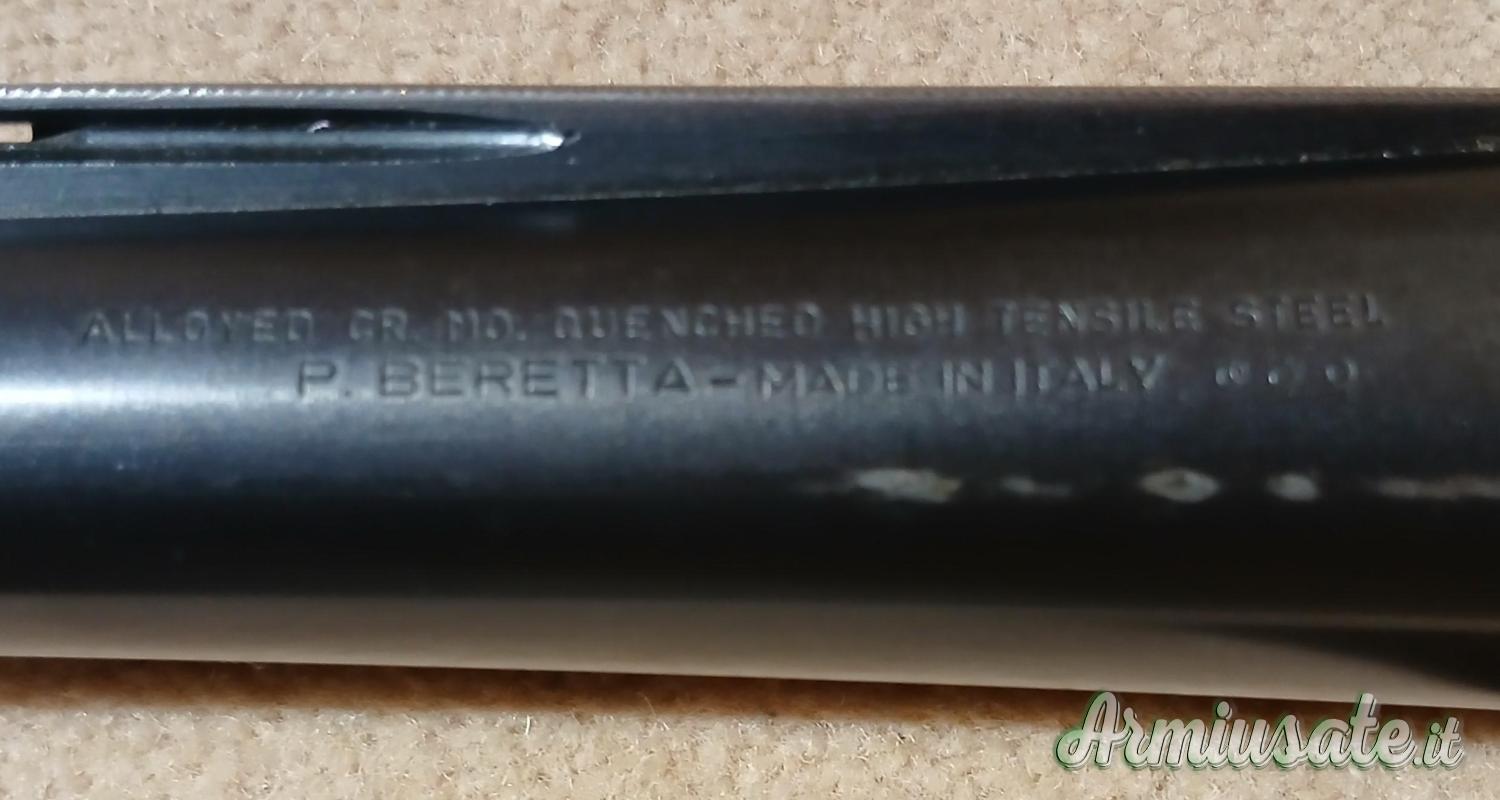 ALLOYED CR. MO. QUENCHED HIGH TENSILE STEEL
P. BERETTA - MADE IN ITALY
Armiusate.it